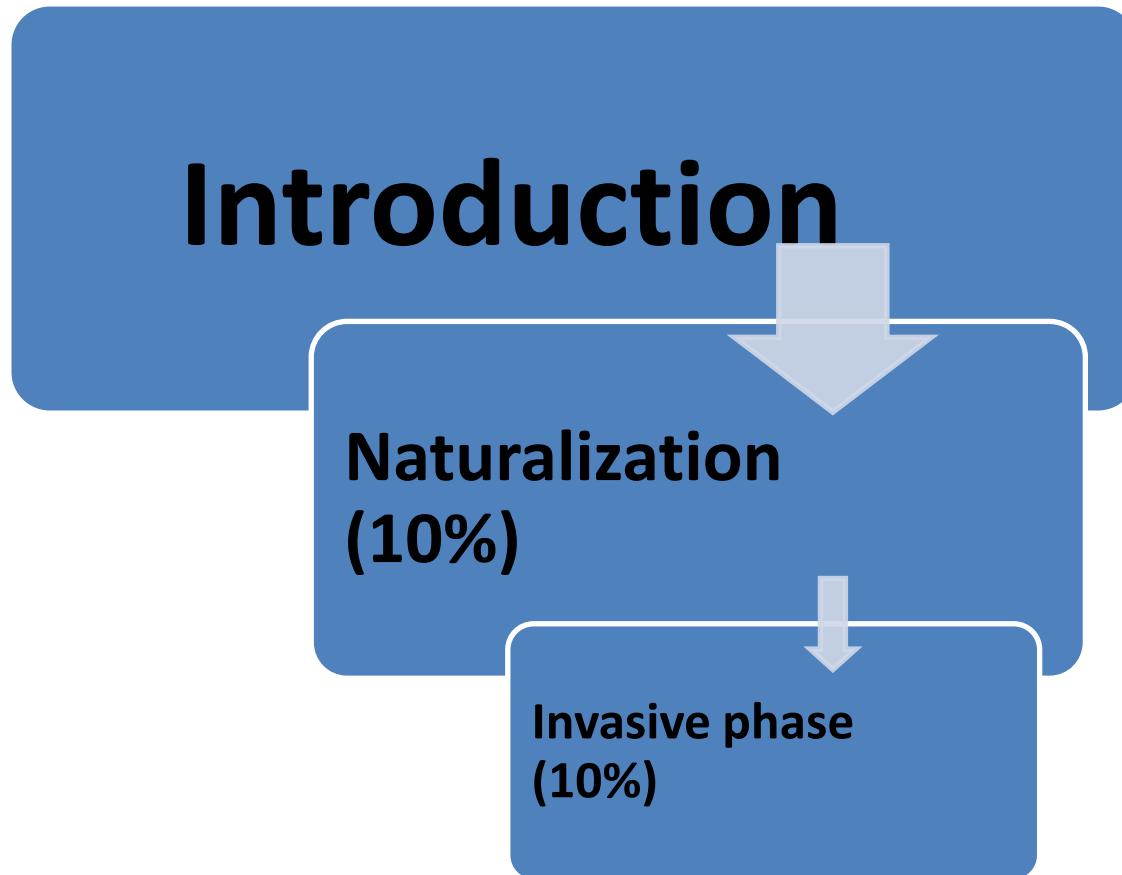 Introduction
Naturalization
(10%)
Invasive phase
(10%)